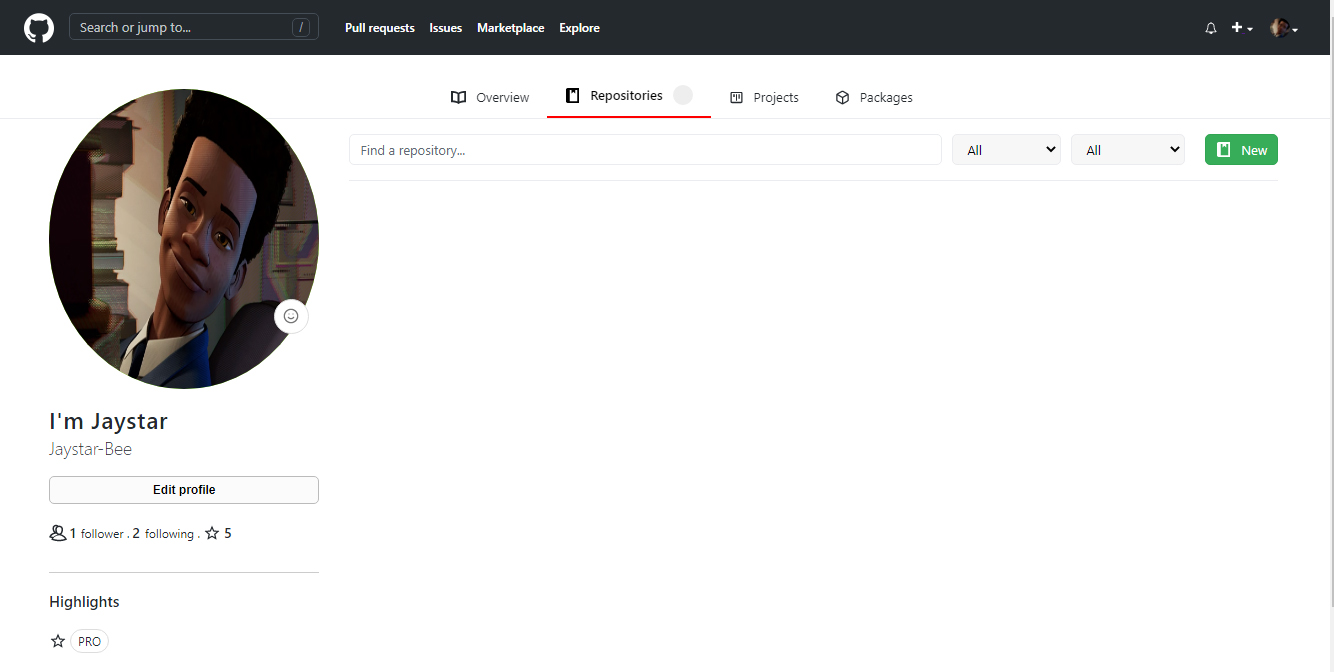 Search or jump to... / Pull requests Issues Marketplace Explore
Overview Repositories Projects Packages
Find a repository... All All New
I'm Jaystar
Jaystar-Bee
Edit profile
1 follower . 2 following . 5
Highlights
PRO